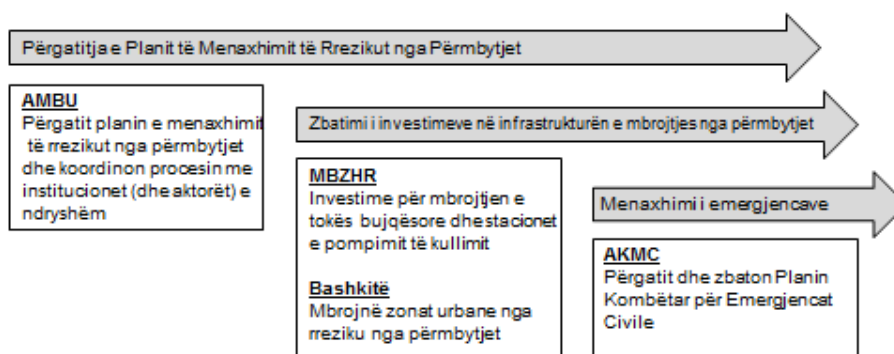 Përgatitja e Planit të Menaxhimit të Rrezikut nga Përmbytjet
AMBU
Përgatit planin e menaxhimit
të rrezikut nga përmbytjet
dhe koordinon procesin me
institucionet (dhe aktorët) e
ndryshëm
Zbatimi i investimeve në infrastrukturën e mbrojtjes nga përmbytjet
MBZHR
Investime për mbrojtjen e
tokës bujqësore dhe stacionet
e pompimit të kullimit
Bashkitë
Mbrojnë zonat urbane nga
rreziku nga përmbytjet
Menaxhimi i emergjencave
AKMC
Përgatit dhe zbaton Planin
Kombëtar për Emergjencat
Civile